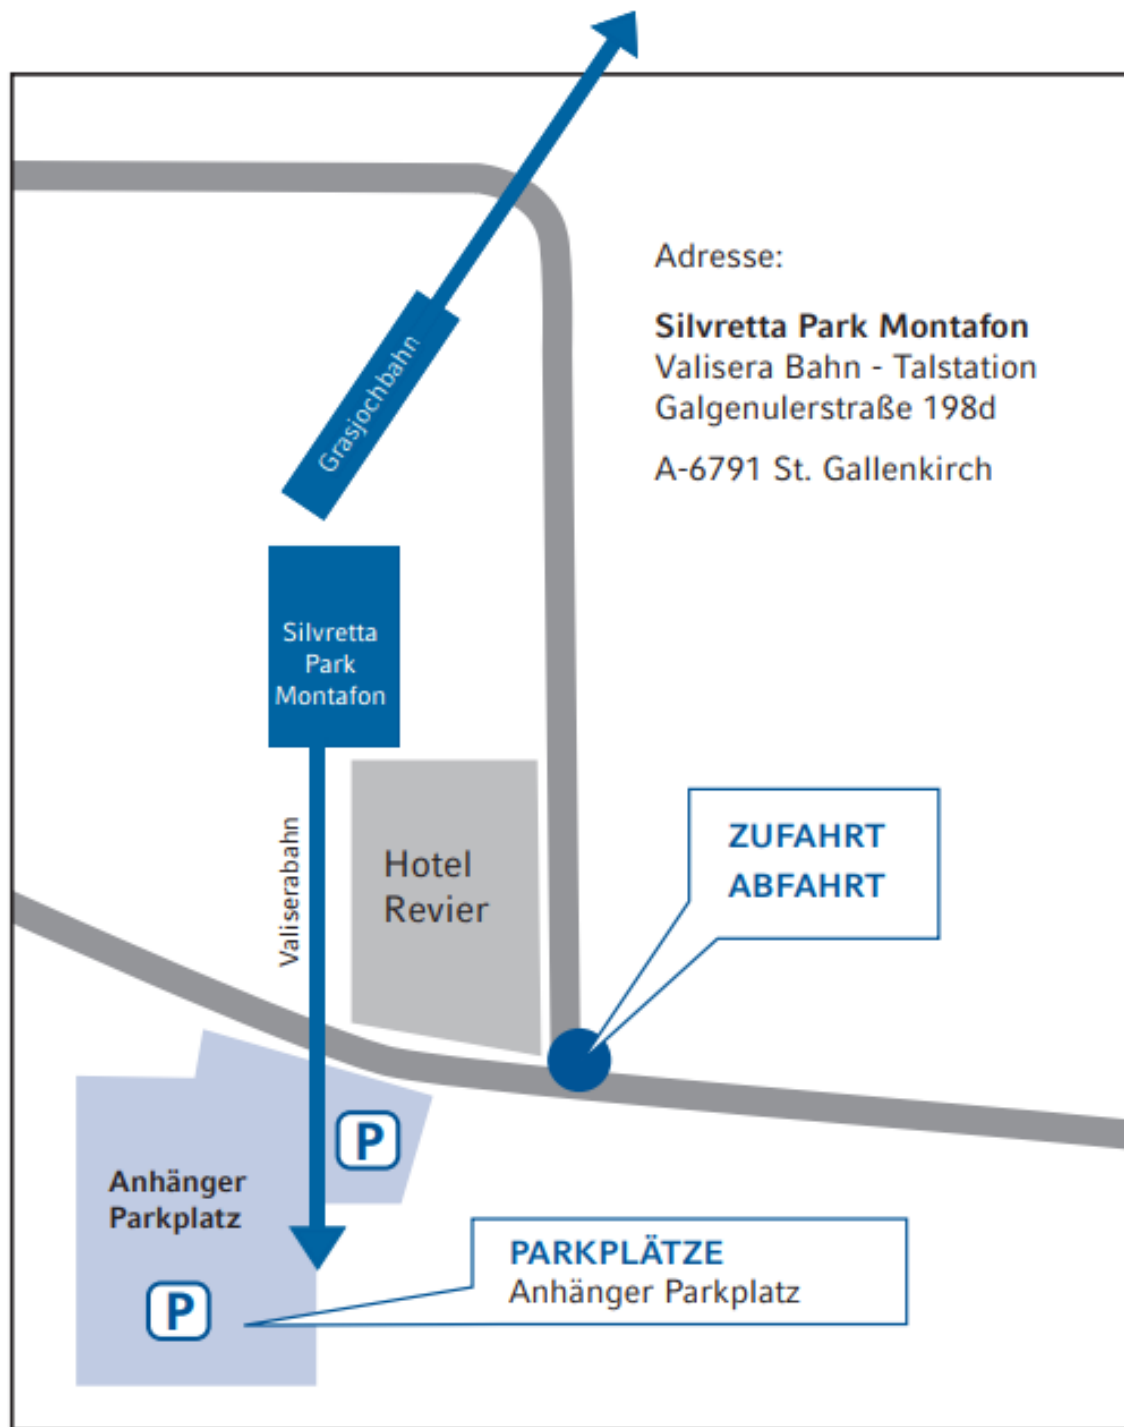 Adresse:
Silvretta Park Montafon
Valisera Bahn - Talstation
Galgenulerstraße 198d
A-6791 St. Gallenkirch
Grasjochbahn
Silvretta
Park
Montafon
Valiserabahn
Hotel
Revier
ZUFAHRT
ABFAHRT
P
Anhänger
Parkplatz
P
PARKPLÄTZE
Anhänger Parkplatz